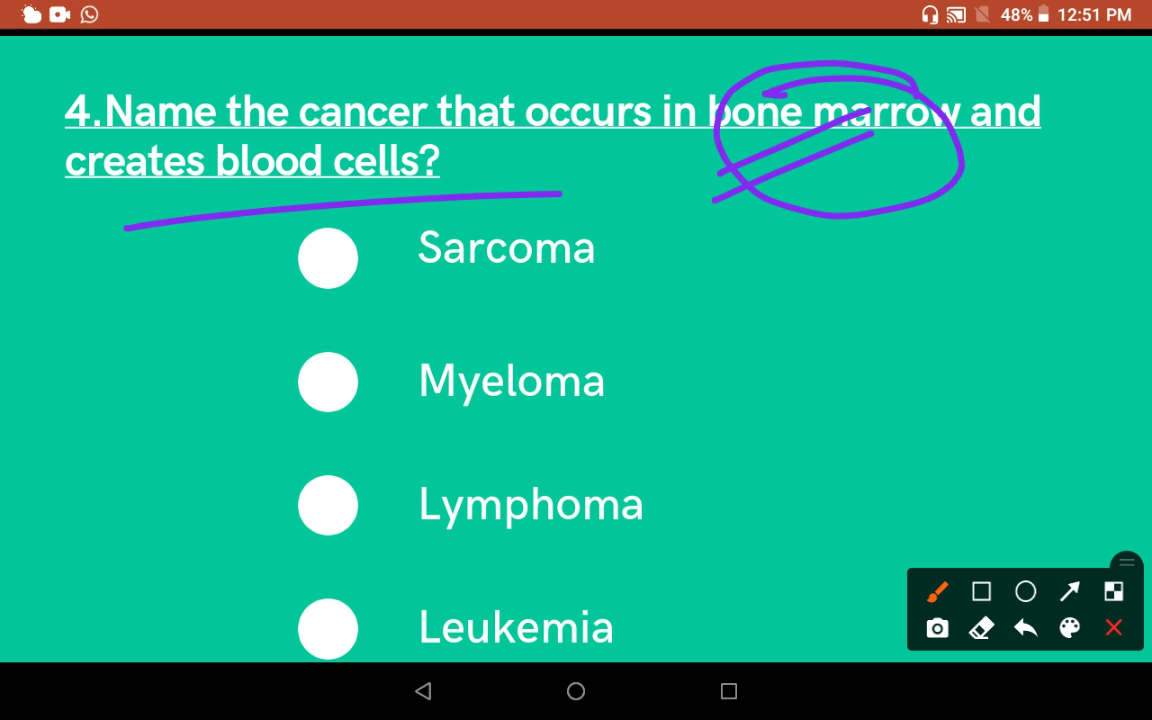 48% 12:51 PM
4.Name the cancer that occurs in bone marrow and
creates blood cells?
Sarcoma
Myeloma
Lymphoma
Leukemia